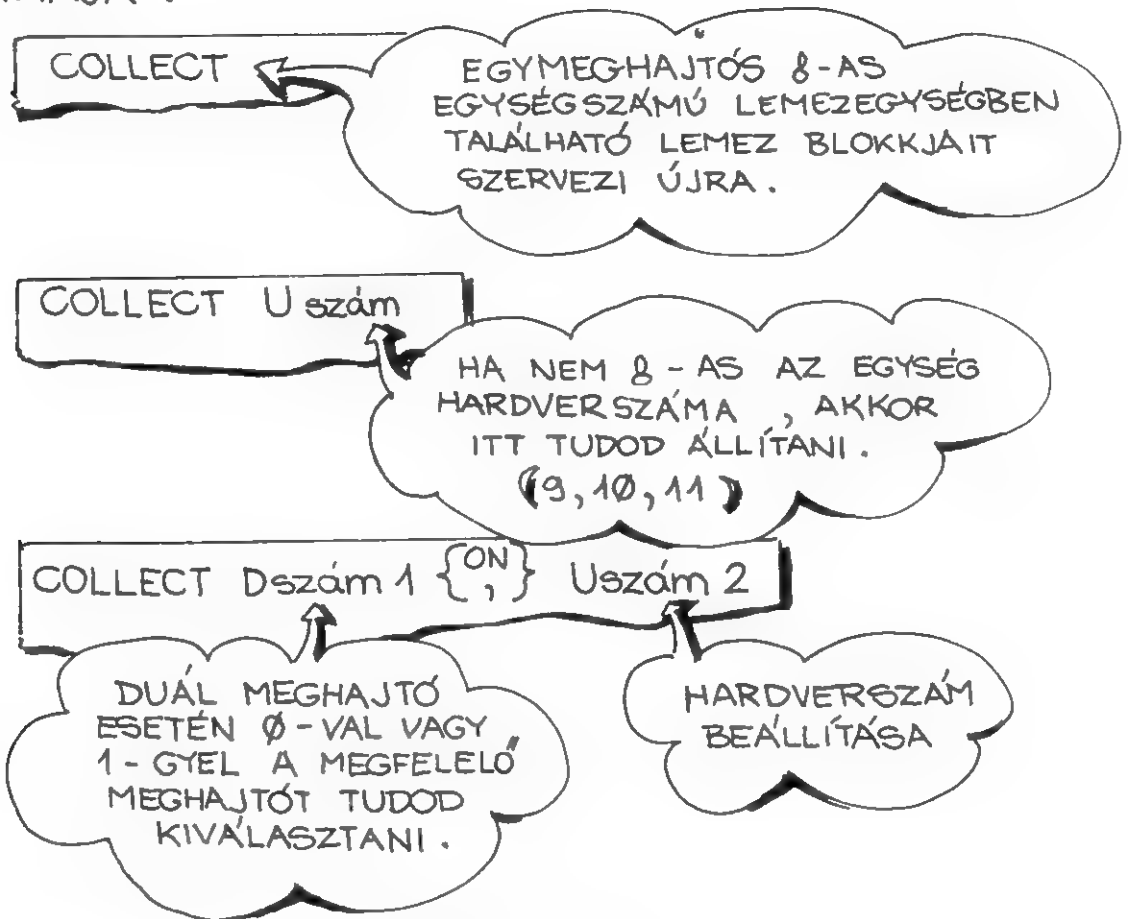 COLLECT
EGYMEGHAJTÓS 8-AS
EGYSÉGSZÁMÚ LEMEZEGYSÉGBEN
TALÁLHATÓ LEMEZ BLOKKJAIT
SZERVEZI ÚJRA.
COLLECT U szám
HA NEM 8-AS AZ EGYSÉG
HARDVERSZÁMA, AKKOR
ITT TUDOD ÁLLÍTANI.
(9, 1Ø, 11)
COLLECT Dszám 1 {ON ,} Uszám 2
DUÁL MEGHAJTÓ
ESETÉN Ø-VAL VAGY
1-GYEL A MEGFELELŐ
MEGHAJTÓT TUDOD
KIVÁLASZTANI.
HARDVERSZÁM
BEÁLLÍTÁSA